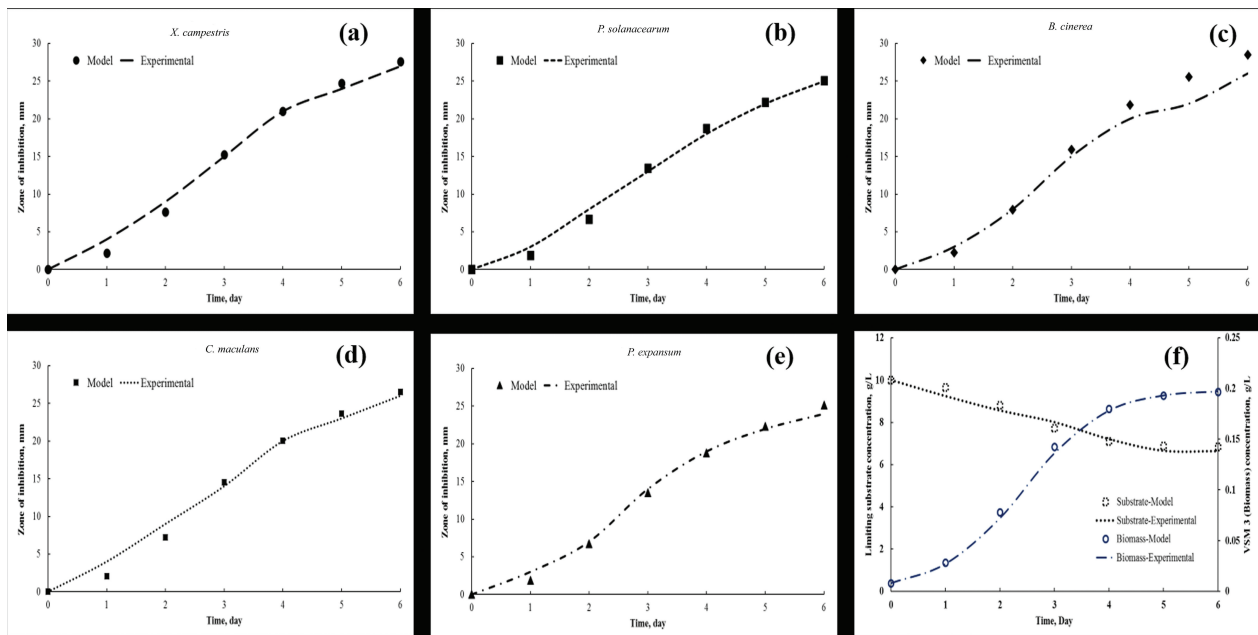 X. campestris
(a)
Model
Experimental
Zone of inhibition, mm
30
25
20
15
10
5
0
0 1 2 3 4 5 6
Time, day
P. solanacearum
(b)
Model
Experimental
Zone of inhibition, mm
30
25
20
15
10
5
0
0 1 2 3 4 5 6
Time, day
B. cinerea
(c)
Model
Experimental
Zone of inhibition, mm
30
25
20
15
10
5
0
0 1 2 3 4 5 6
Time, day
C. maculans
(d)
Model
Experimental
Zone of inhibition, mm
30
25
20
15
10
5
0
0 1 2 3 4 5 6
Time, day
P. expansum
(e)
Model
Experimental
Zone of inhibition, mm
30
25
20
15
10
5
0
0 1 2 3 4 5 6
Time, day
(f)
Limiting substrate concentration, g/L
12
10
8
6
4
2
0
Substrate-Model
Substrate-Experimental
Biomass-Model
Biomass-Experimental
0.25
0.2
0.15
0.1
0.05
0
VSM 3 (Biomass) concentration, g/L
0 1 2 3 4 5 6
Time, Day